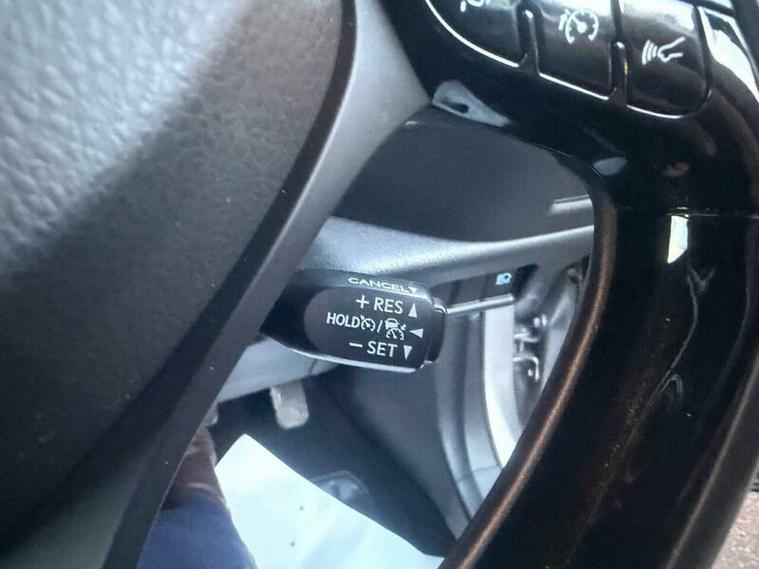 CANCEL
+ RES
HOLD /
− SET